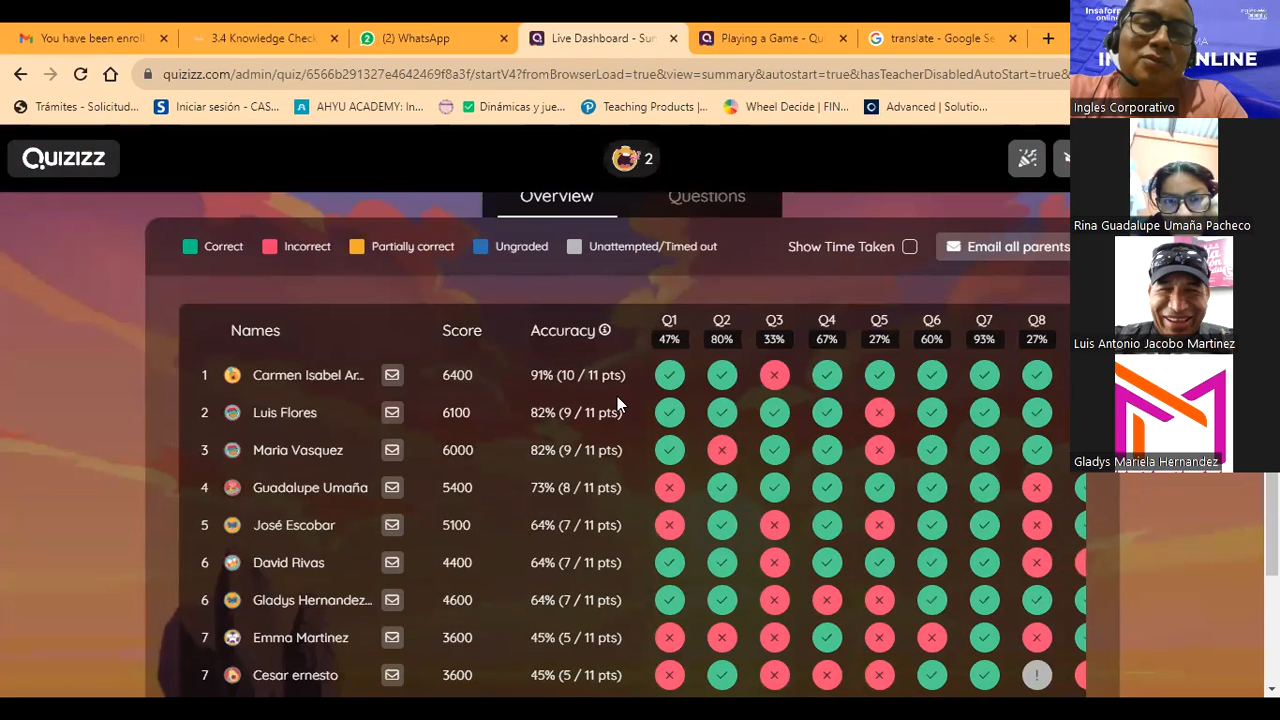 You have been enroll
3.4 Knowledge Check
(2) WhatsApp
Live Dashboard - Sun
Playing a Game - Qu
translate - Google Se
quizizz.com/admin/quiz/6566b291327e4642469f8a3f/startV4?fromBrowserLoad=true&view=summary&autostart=true&hasTeacherDisabledAutoStart=true&
Trámites - Solicitud...
Iniciar sesión - CAS...
AHYU ACADEMY: In...
Dinámicas y jue...
Teaching Products |...
Wheel Decide | FIN...
Advanced | Solutio...
Quizizz
2
Overview
Questions
Correct
Incorrect
Partially correct
Ungraded
Unattempted/Timed out
Show Time Taken
Email all parents
Names Score Accuracy Q1 Q2 Q3 Q4 Q5 Q6 Q7 Q8
47% 80% 33% 67% 27% 60% 93% 27%
1 Carmen Isabel Ar... 6400 91% (10 / 11 pts)
2 Luis Flores 6100 82% (9 / 11 pts)
3 Maria Vasquez 6000 82% (9 / 11 pts)
4 Guadalupe Umaña 5400 73% (8 / 11 pts)
5 José Escobar 5100 64% (7 / 11 pts)
6 David Rivas 4400 64% (7 / 11 pts)
6 Gladys Hernandez... 4600 64% (7 / 11 pts)
7 Emma Martinez 3600 45% (5 / 11 pts)
7 Cesar ernesto 3600 45% (5 / 11 pts)
Insaforp
online
IN
NLINE
Ingles Corporativo
Rina Guadalupe Umaña Pacheco
Luis Antonio Jacobo Martinez
Gladys Mariela Hernandez